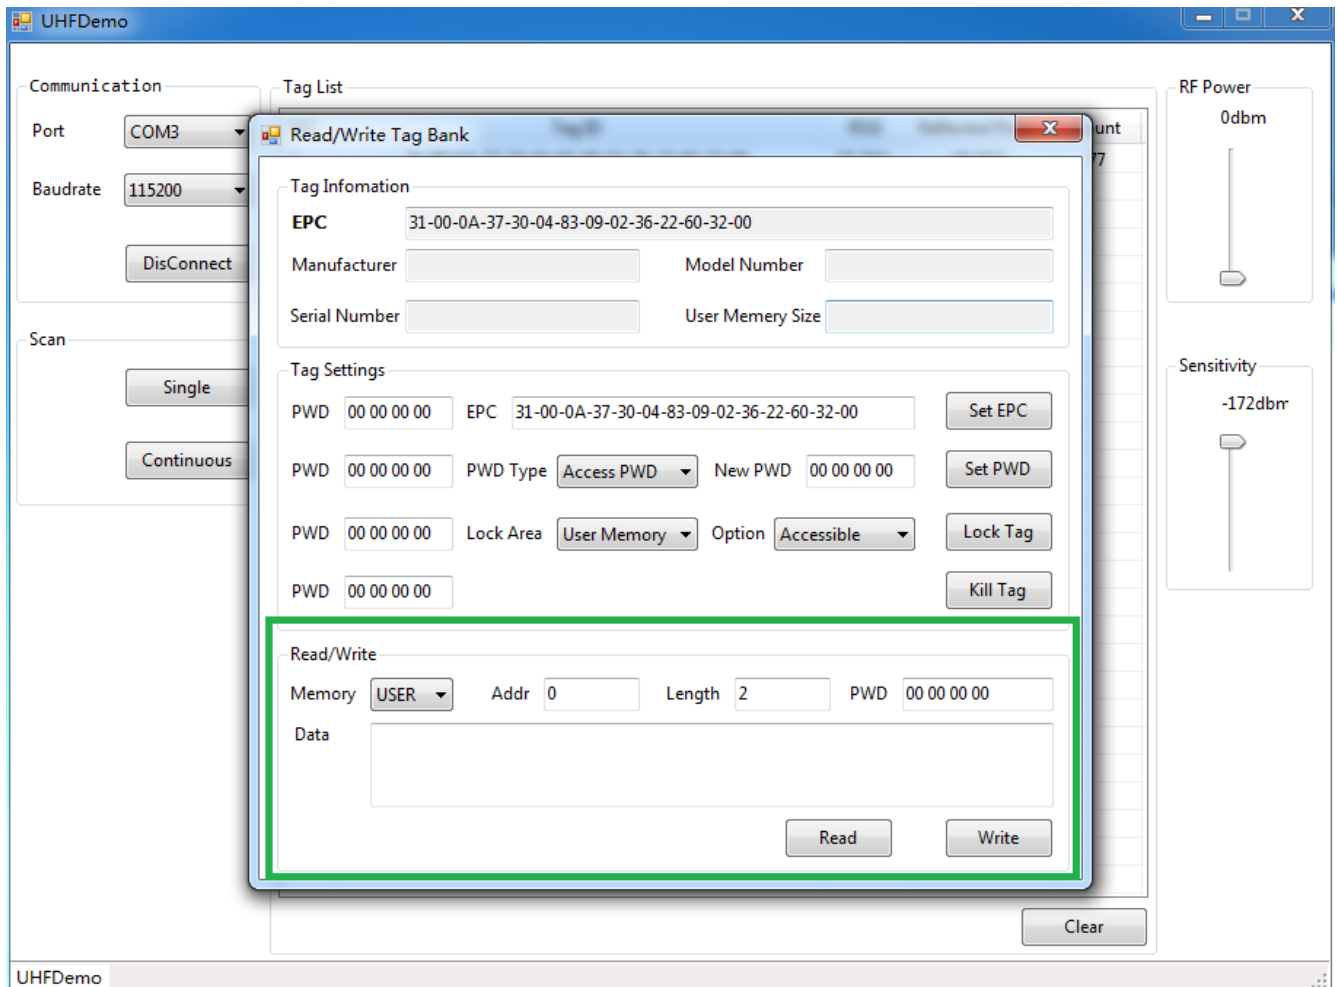 UHFDemo
Communication
Port COM3
Baudrate 115200
DisConnect
Scan
Single
Continuous
Tag List
unt
77
Read/Write Tag Bank
Tag Infomation
EPC 31-00-0A-37-30-04-83-09-02-36-22-60-32-00
Manufacturer Model Number
Serial Number User Memery Size
Tag Settings
PWD 00 00 00 00 EPC 31-00-0A-37-30-04-83-09-02-36-22-60-32-00 Set EPC
PWD 00 00 00 00 PWD Type Access PWD New PWD 00 00 00 00 Set PWD
PWD 00 00 00 00 Lock Area User Memory Option Accessible Lock Tag
PWD 00 00 00 00 Kill Tag
Read/Write
Memory USER Addr 0 Length 2 PWD 00 00 00 00
Data
Read Write
Clear
RF Power
0dbm
Sensitivity
-172dbm
UHFDemo